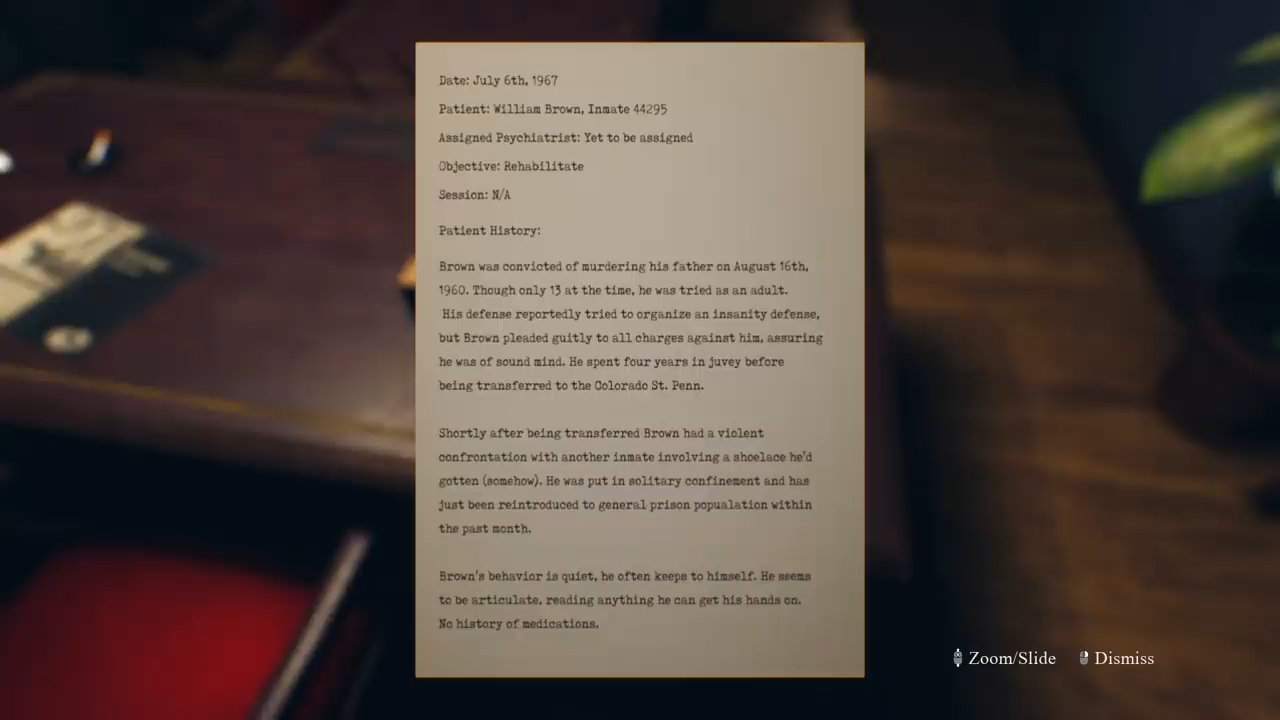 Date: July 6th, 1967
Patient: William Brown, Inmate 44295
Assigned Psychiatrist: Yet to be assigned
Objective: Rehabilitate
Session: N/A
Patient History:
Brown was convicted of murdering his father on August 16th,
1960. Though only 13 at the time, he was tried as an adult.
His defense reportedly tried to organize an insanity defense,
but Brown pleaded guitly to all charges against him, assuring
he was of sound mind. He spent four years in juvey before
being transferred to the Colorado St. Penn.
Shortly after being transferred Brown had a violent
confrontation with another inmate involving a shoelace he'd
gotten (somehow). He was put in solitary confinement and has
just been reintroduced to general prison popualation within
the past month.
Brown's behavior is quiet, he often keeps to himself. He seems
to be articulate, reading anything he can get his hands on.
No history of medications.
Zoom/Slide Dismiss